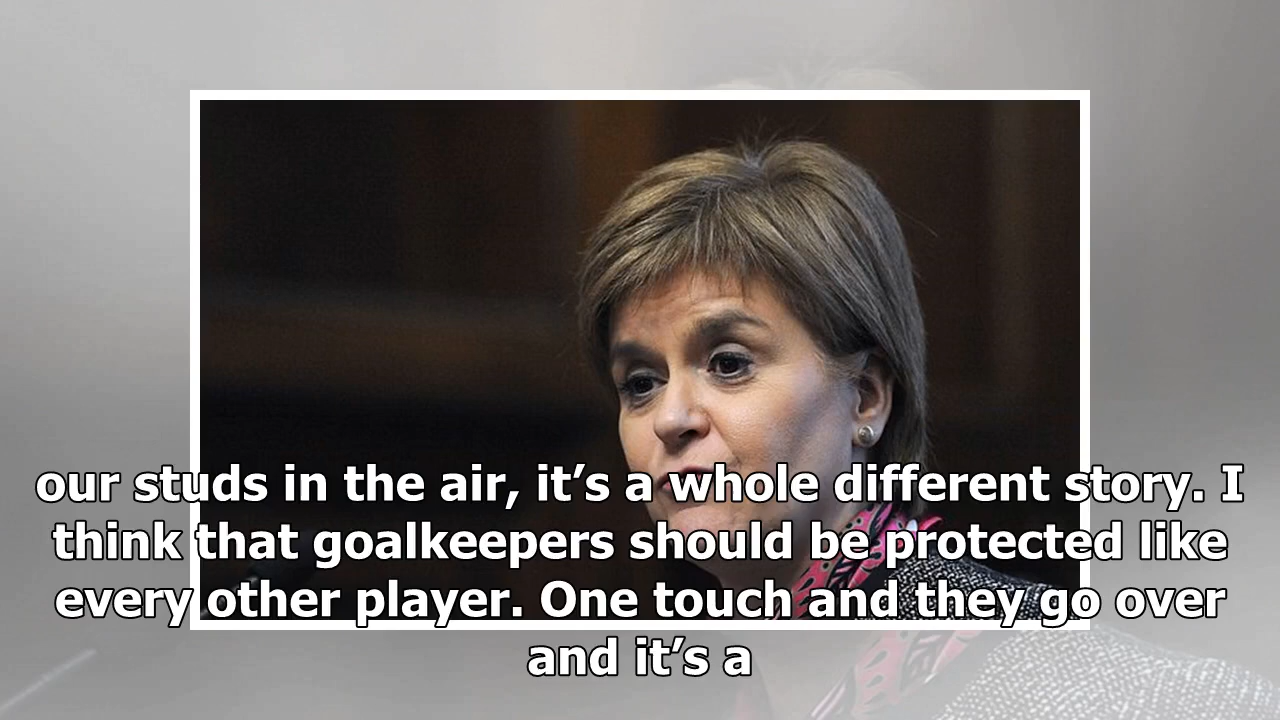 our studs in the air, it’s a whole different story. I
think that goalkeepers should be protected like
every other player. One touch and they go over
and it’s a